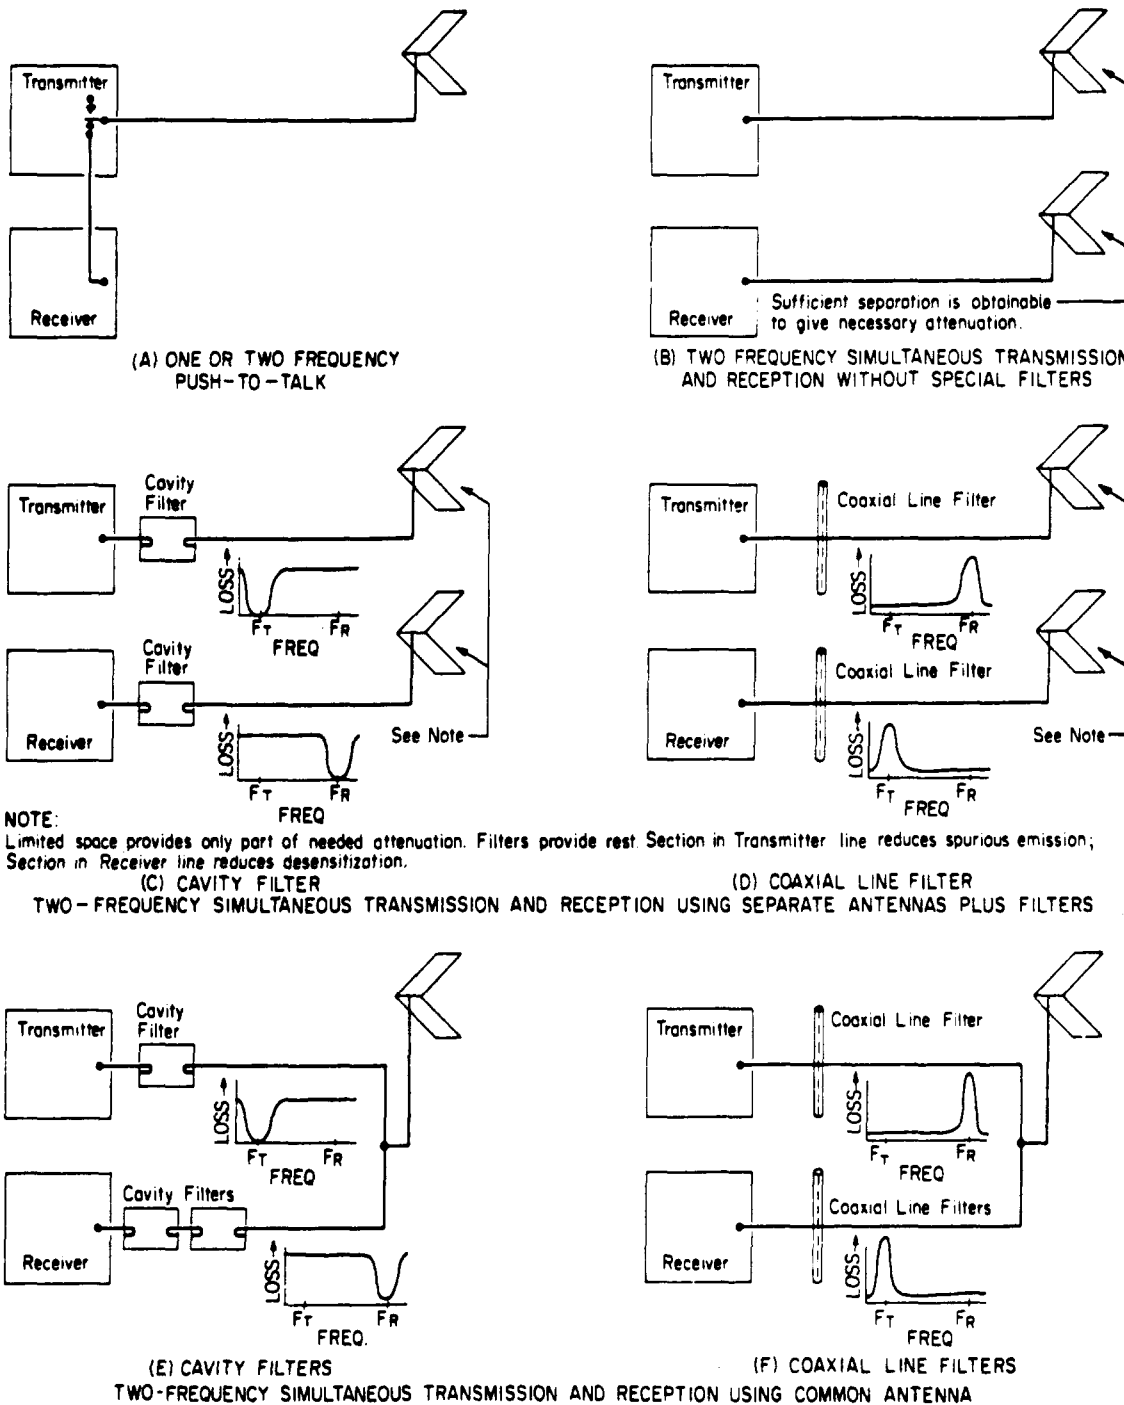 Transmitter
Receiver
(A) ONE OR TWO FREQUENCY
PUSH-TO-TALK
Transmitter
Receiver
Sufficient separation is obtainable
to give necessary attenuation.
(B) TWO FREQUENCY SIMULTANEOUS TRANSMISSION
AND RECEPTION WITHOUT SPECIAL FILTERS
Transmitter
Cavity
Filter
LOSS
FT
FR
FREQ
Receiver
Cavity
Filter
LOSS
FT
FR
FREQ
See Note
Transmitter
Coaxial Line Filter
LOSS
FT
FR
FREQ
Receiver
Coaxial Line Filter
LOSS
FT
FR
FREQ
See Note
NOTE:
Limited space provides only part of needed attenuation. Filters provide rest. Section in Transmitter line reduces spurious emission;
Section in Receiver line reduces desensitization.
(C) CAVITY FILTER
(D) COAXIAL LINE FILTER
TWO-FREQUENCY SIMULTANEOUS TRANSMISSION AND RECEPTION USING SEPARATE ANTENNAS PLUS FILTERS
Transmitter
Cavity
Filter
LOSS
FT
FR
FREQ
Receiver
Cavity Filters
LOSS
FT
FR
FREQ.
Transmitter
Coaxial Line Filter
LOSS
FT
FR
FREQ
Receiver
Coaxial Line Filters
LOSS
FT
FR
FREQ
(E) CAVITY FILTERS
(F) COAXIAL LINE FILTERS
TWO-FREQUENCY SIMULTANEOUS TRANSMISSION AND RECEPTION USING COMMON ANTENNA